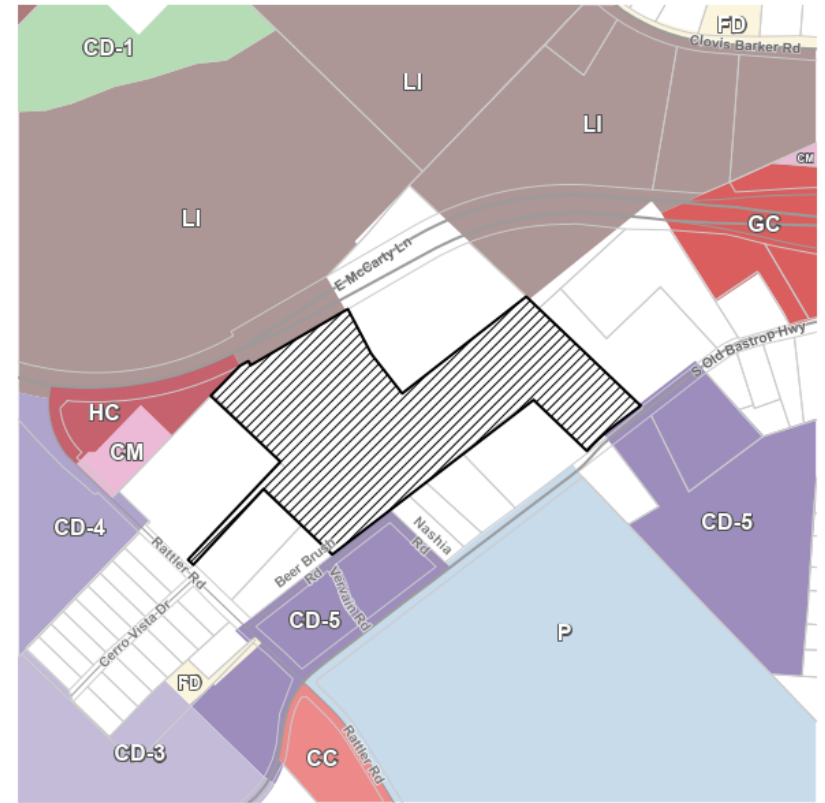 FD
CD-1
Clovis Barker Rd
LI
LI
CM
LI
GC
E McCarty Ln
S Old Bastrop Hwy
HC
CM
CD-4
CD-5
Nashia
Rd
Rattler Rd
Beer Brush
Rd
Vervain Rd
Cerro Vista Dr
CD-5
P
FD
CD-3
CC
Rattler Rd